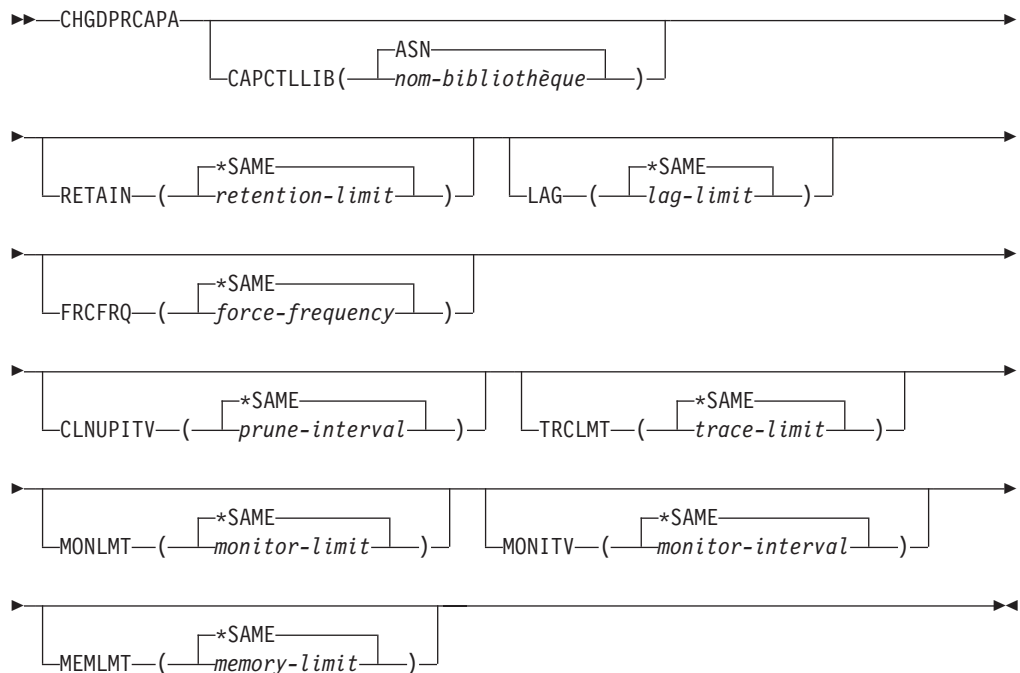 CHGDPRCAPA
ASN
CAPCTLLIB( nom-bibliothèque )
*SAME *SAME
RETAIN ( retention-limit ) LAG ( lag-limit )
*SAME
FRCFRQ ( force-frequency )
*SAME *SAME
CLNUPITV ( prune-interval ) TRCLMT ( trace-limit )
*SAME *SAME
MONLMT ( monitor-limit ) MONITV ( monitor-interval )
*SAME
MEMLMT ( memory-limit )